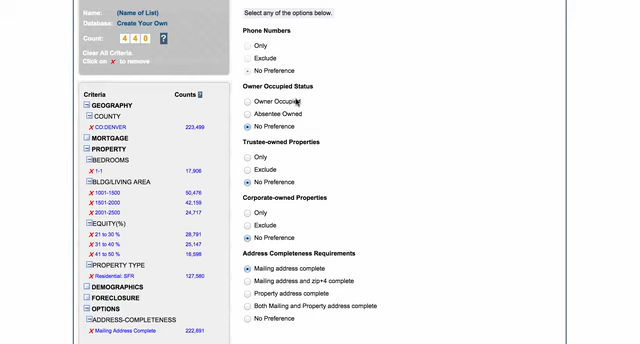 Name: (Name of List)
Database: Create Your Own
Count: 4 4 0 ?
Clear All Criteria.
Click on X to remove
Criteria Counts ?
GEOGRAPHY
COUNTY
X CO:DENVER 223,499
MORTGAGE
PROPERTY
BEDROOMS
X 1-1 17,906
BLDG/LIVING AREA
X 1001-1500 50,476
X 1501-2000 42,159
X 2001-2500 24,717
EQUITY(%)
X 21 to 30 % 28,791
X 31 to 40 % 25,147
X 41 to 50 % 16,598
PROPERTY TYPE
X Residential: SFR 127,580
DEMOGRAPHICS
FORECLOSURE
OPTIONS
ADDRESS-COMPLETENESS
X Mailing Address Complete 222,691
Select any of the options below.
Phone Numbers
Only
Exclude
No Preference
Owner Occupied Status
Owner Occupied
Absentee Owned
No Preference
Trustee-owned Properties
Only
Exclude
No Preference
Corporate-owned Properties
Only
Exclude
No Preference
Address Completeness Requirements
Mailing address complete
Mailing address and zip+4 complete
Property address complete
Both Mailing and Property address complete
No Preference